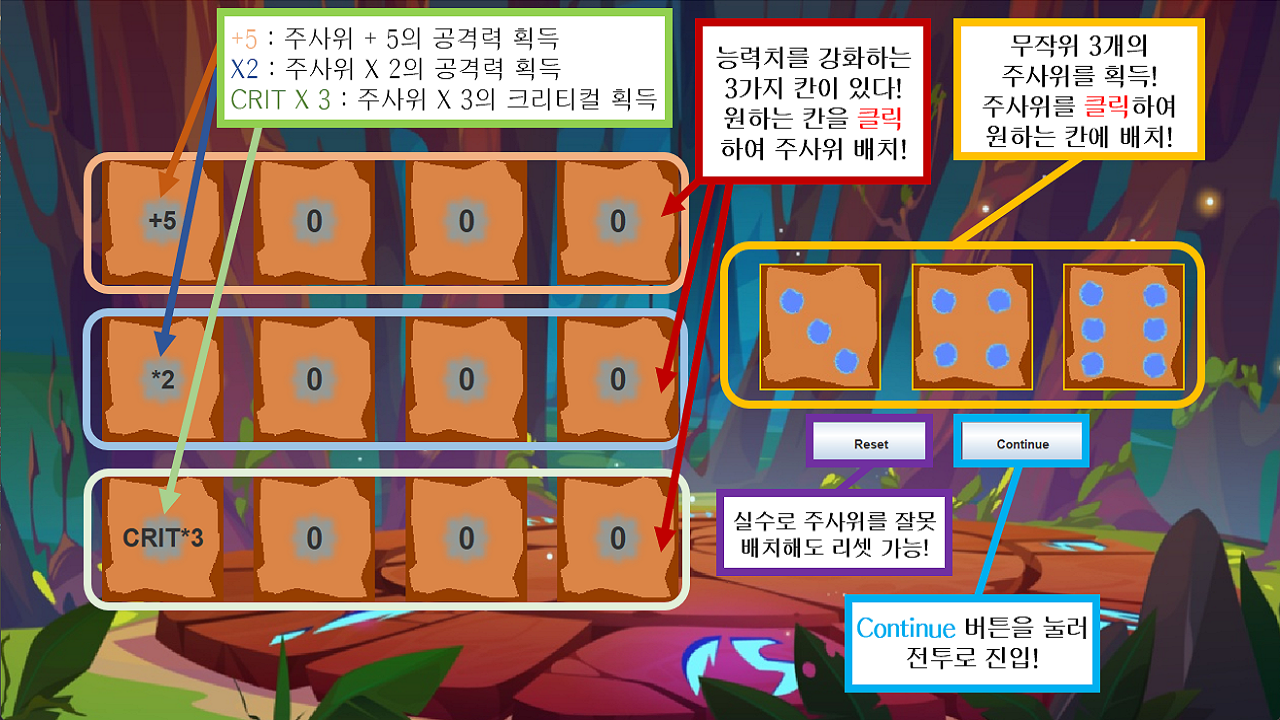 +5 : 주사위 + 5의 공격력 획득
X2 : 주사위 X 2의 공격력 획득
CRIT X 3 : 주사위 X 3의 크리티컬 획득
능력치를 강화하는
3가지 칸이 있다!
원하는 칸을 클릭
하여 주사위 배치!
무작위 3개의
주사위를 획득!
주사위를 클릭하여
원하는 칸에 배치!
+5 0 0 0
*2 0 0 0
CRIT*3 0 0 0
Reset Continue
실수로 주사위를 잘못
배치해도 리셋 가능!
Continue 버튼을 눌러
전투로 진입!